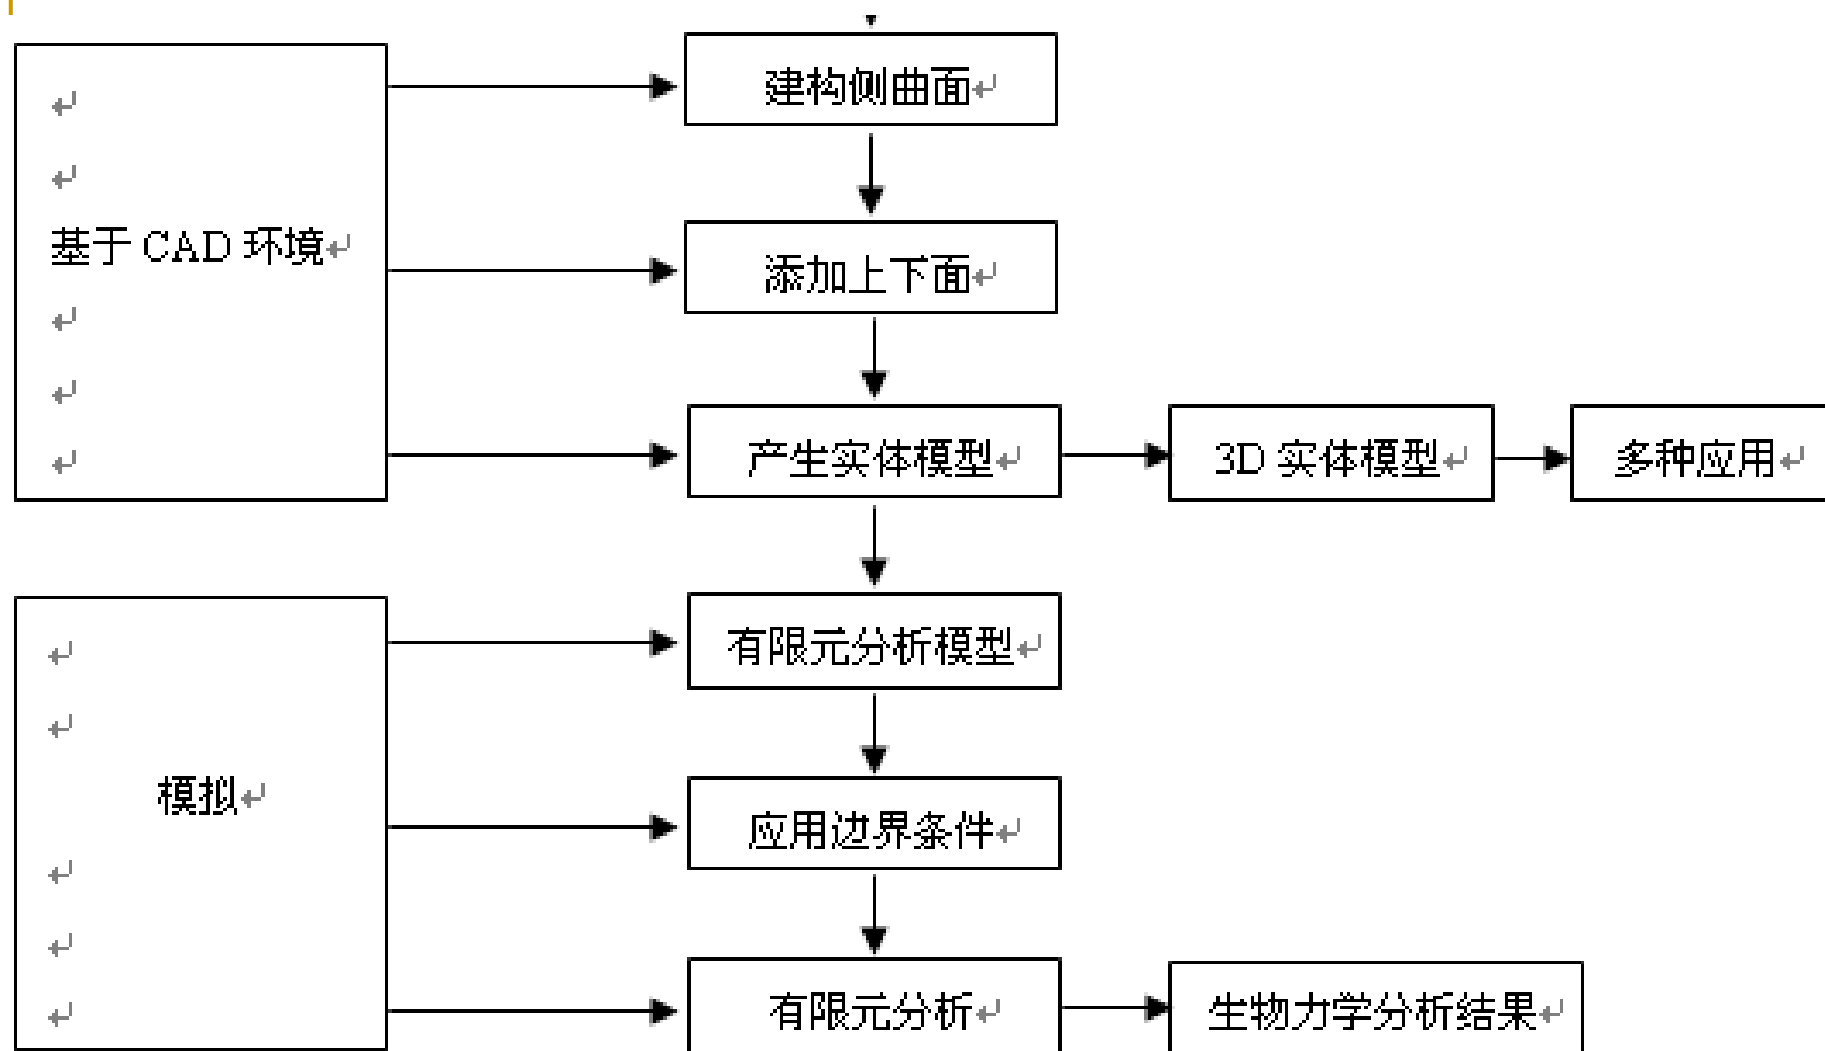 建构侧曲面
基于 CAD 环境
添加上下面
产生实体模型
3D 实体模型
多种应用
有限元分析模型
模拟
应用边界条件
有限元分析
生物力学分析结果